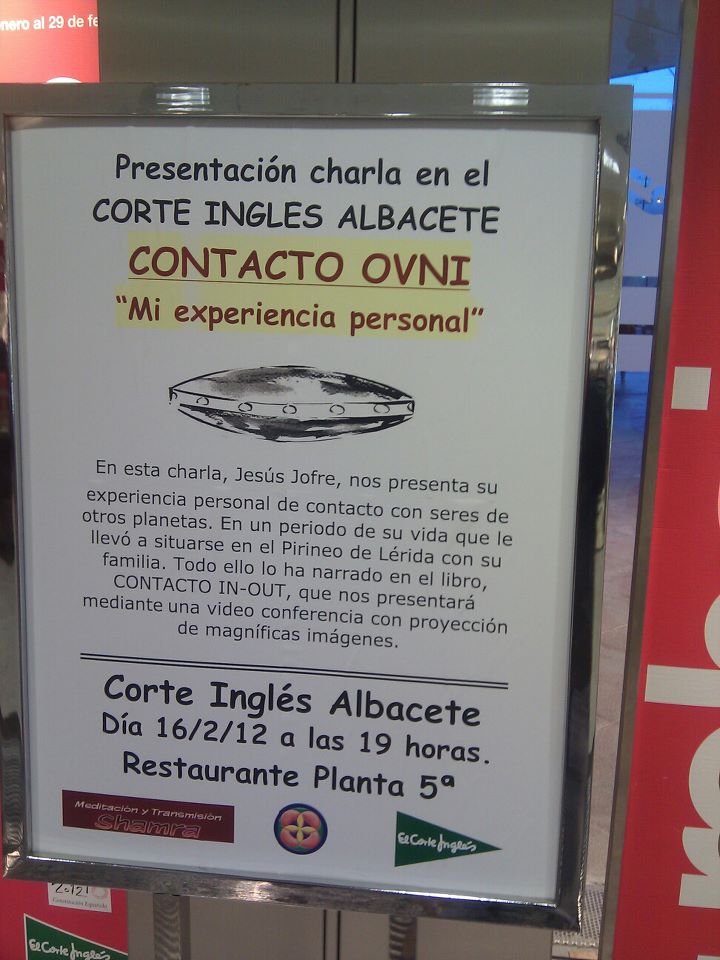 nero al 29 de fe
Presentación charla en el
CORTE INGLES ALBACETE
CONTACTO OVNI
"Mi experiencia personal"
En esta charla, Jesús Jofre, nos presenta su
experiencia personal de contacto con seres de
otros planetas. En un periodo de su vida que le
llevó a situarse en el Pirineo de Lérida con su
familia. Todo ello lo ha narrado en el libro,
CONTACTO IN-OUT, que nos presentará
mediante una video conferencia con proyección
de magníficas imágenes.
Corte Inglés Albacete
Día 16/2/12 a las 19 horas.
Restaurante Planta 5ª
Meditación y Transmisión
Shamra
El Corte Inglés
El Corte Inglés